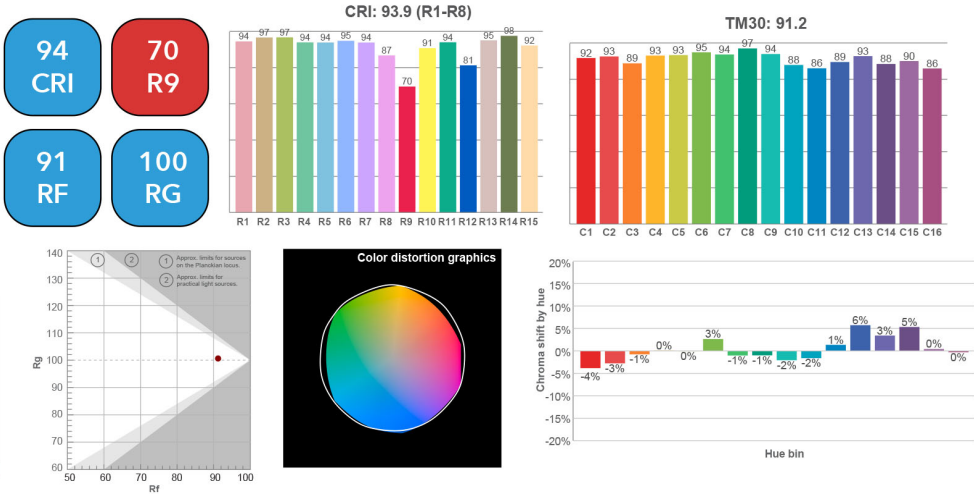 94
CRI
70
R9
91
RF
100
RG
CRI: 93.9 (R1-R8)
94 97 97 94 94 95 94 87 70 91 94 81 95 98 92
R1 R2 R3 R4 R5 R6 R7 R8 R9 R10 R11 R12 R13 R14 R15
TM30: 91.2
92 93 89 93 93 95 94 97 94 88 86 89 93 88 90 86
C1 C2 C3 C4 C5 C6 C7 C8 C9 C10 C11 C12 C13 C14 C15 C16
140
130
120
110
100
90
80
70
60
Rg
50 60 70 80 90 100
Rf
1 2
1 Approx. limits for sources
on the Planckian locus.
2 Approx. limits for
practical light sources.
Color distortion graphics
20%
15%
10%
5%
0%
-5%
-10%
-15%
-20%
Chroma shift by hue
-4% -3% -1% 0% 0% 3% -1% -1% -2% -2% 1% 6% 3% 5% 0% 0%
Hue bin